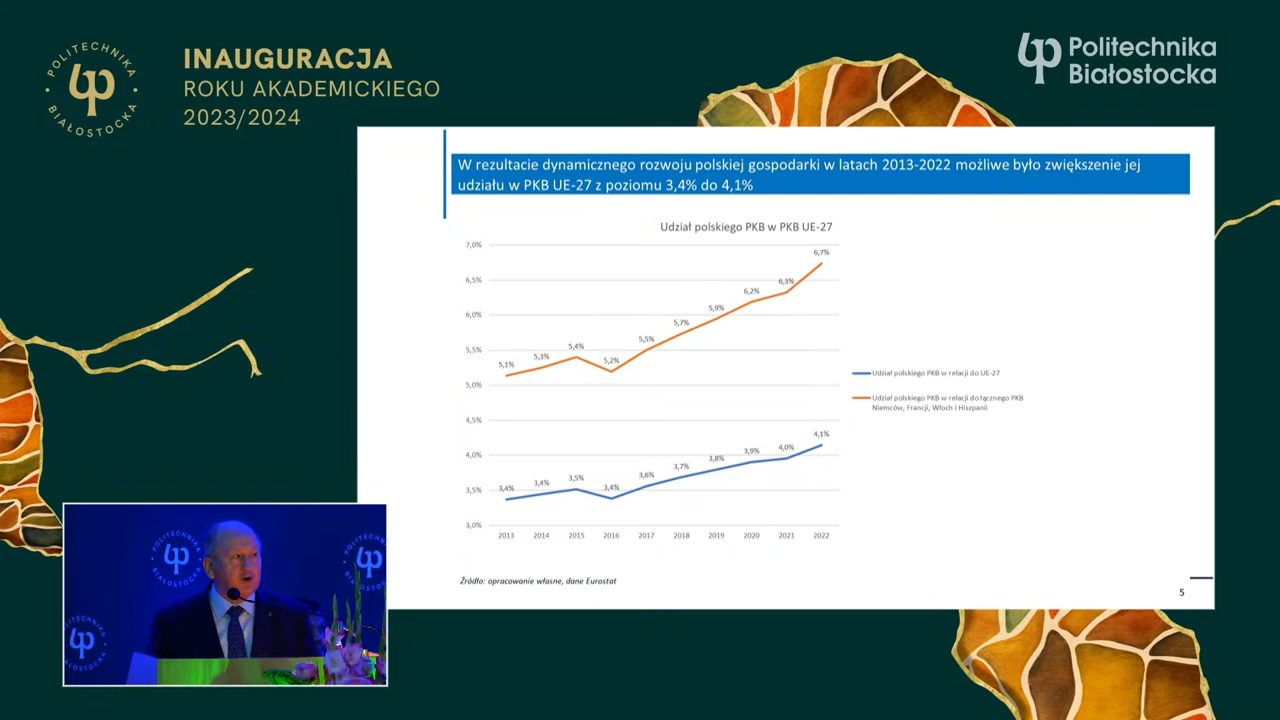 POLITECHNIKA
BIAŁOSTOCKA
INAUGURACJA
ROKU AKADEMICKIEGO
2023/2024
Politechnika
Białostocka
W rezultacie dynamicznego rozwoju polskiej gospodarki w latach 2013-2022 możliwe było zwiększenie jej
udziału w PKB UE-27 z poziomu 3,4% do 4,1%
Udział polskiego PKB w PKB UE-27
7,0%
6,5%
6,0%
5,5%
5,0%
4,5%
4,0%
3,5%
3,0%
5,1%
5,3%
5,4%
5,2%
5,5%
5,7%
5,9%
6,2%
6,3%
6,7%
3,4%
3,4%
3,5%
3,4%
3,6%
3,7%
3,8%
3,9%
4,0%
4,1%
2013 2014 2015 2016 2017 2018 2019 2020 2021 2022
Udział polskiego PKB w relacji do UE-27
Udział polskiego PKB w relacji do łącznego PKB
Niemców, Francji, Włoch i Hiszpanii
Źródło: opracowanie własne, dane Eurostat
5
POLITECHNIKA
BIAŁOSTOCKA
POLITECHNIKA
BIAŁOSTOCKA